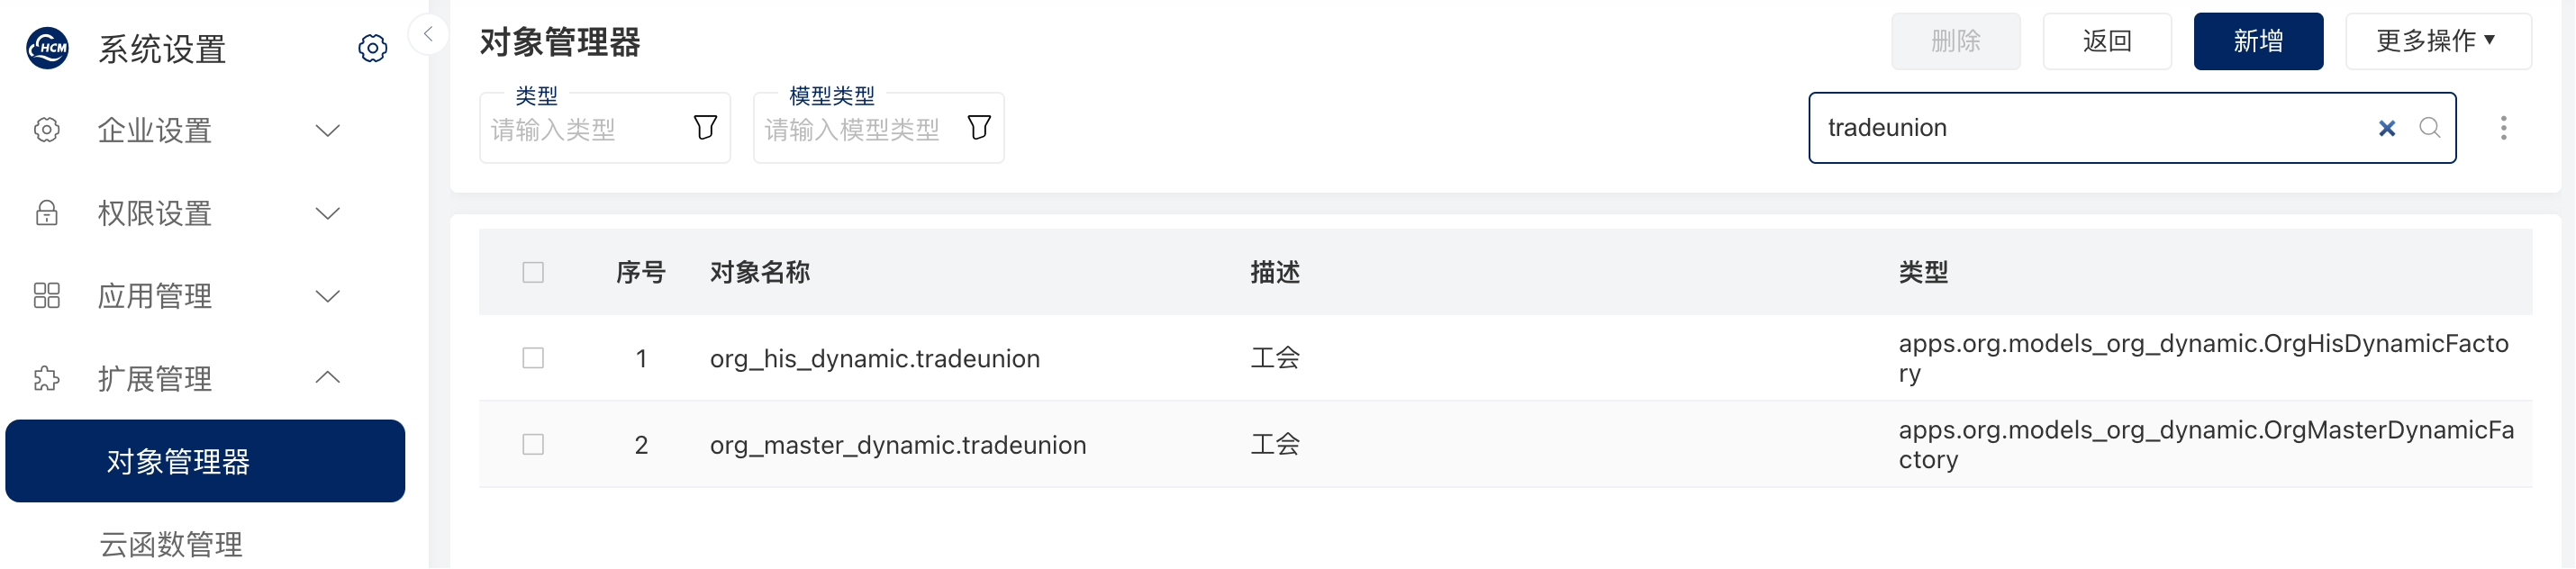 HCM
系统设置
企业设置
权限设置
应用管理
扩展管理
对象管理器
云函数管理
对象管理器
删除
返回
新增
更多操作
类型
请输入类型
模型类型
请输入模型类型
tradeunion
序号 对象名称 描述 类型
1 org_his_dynamic.tradeunion 工会 apps.org.models_org_dynamic.OrgHisDynamicFacto
ry
2 org_master_dynamic.tradeunion 工会 apps.org.models_org_dynamic.OrgMasterDynamicFa
ctory